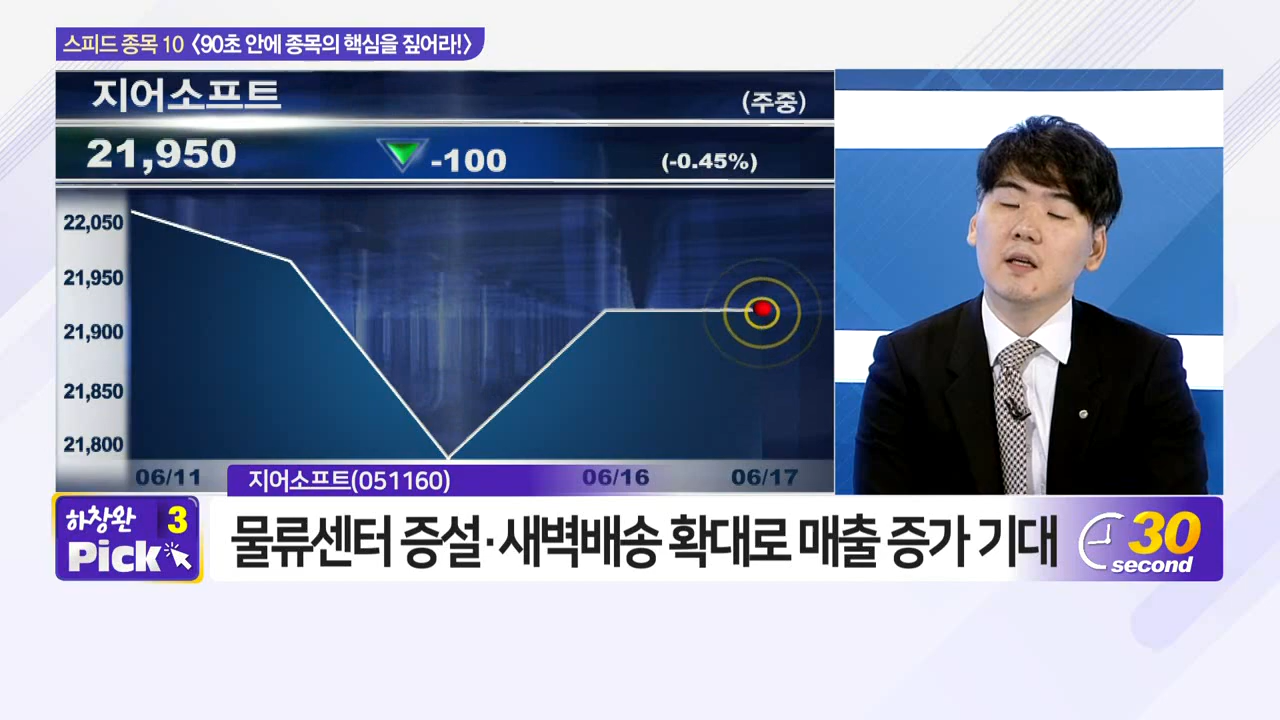 스피드 종목 10 <90초 안에 종목의 핵심을 짚어라!>
지어소프트 (주중)
21,950 -100 (-0.45%)
22,050
21,950
21,900
21,850
21,800
06/11 06/16 06/17
지어소프트(051160)
하창완 3
Pick
물류센터 증설·새벽배송 확대로 매출 증가 기대
30
second